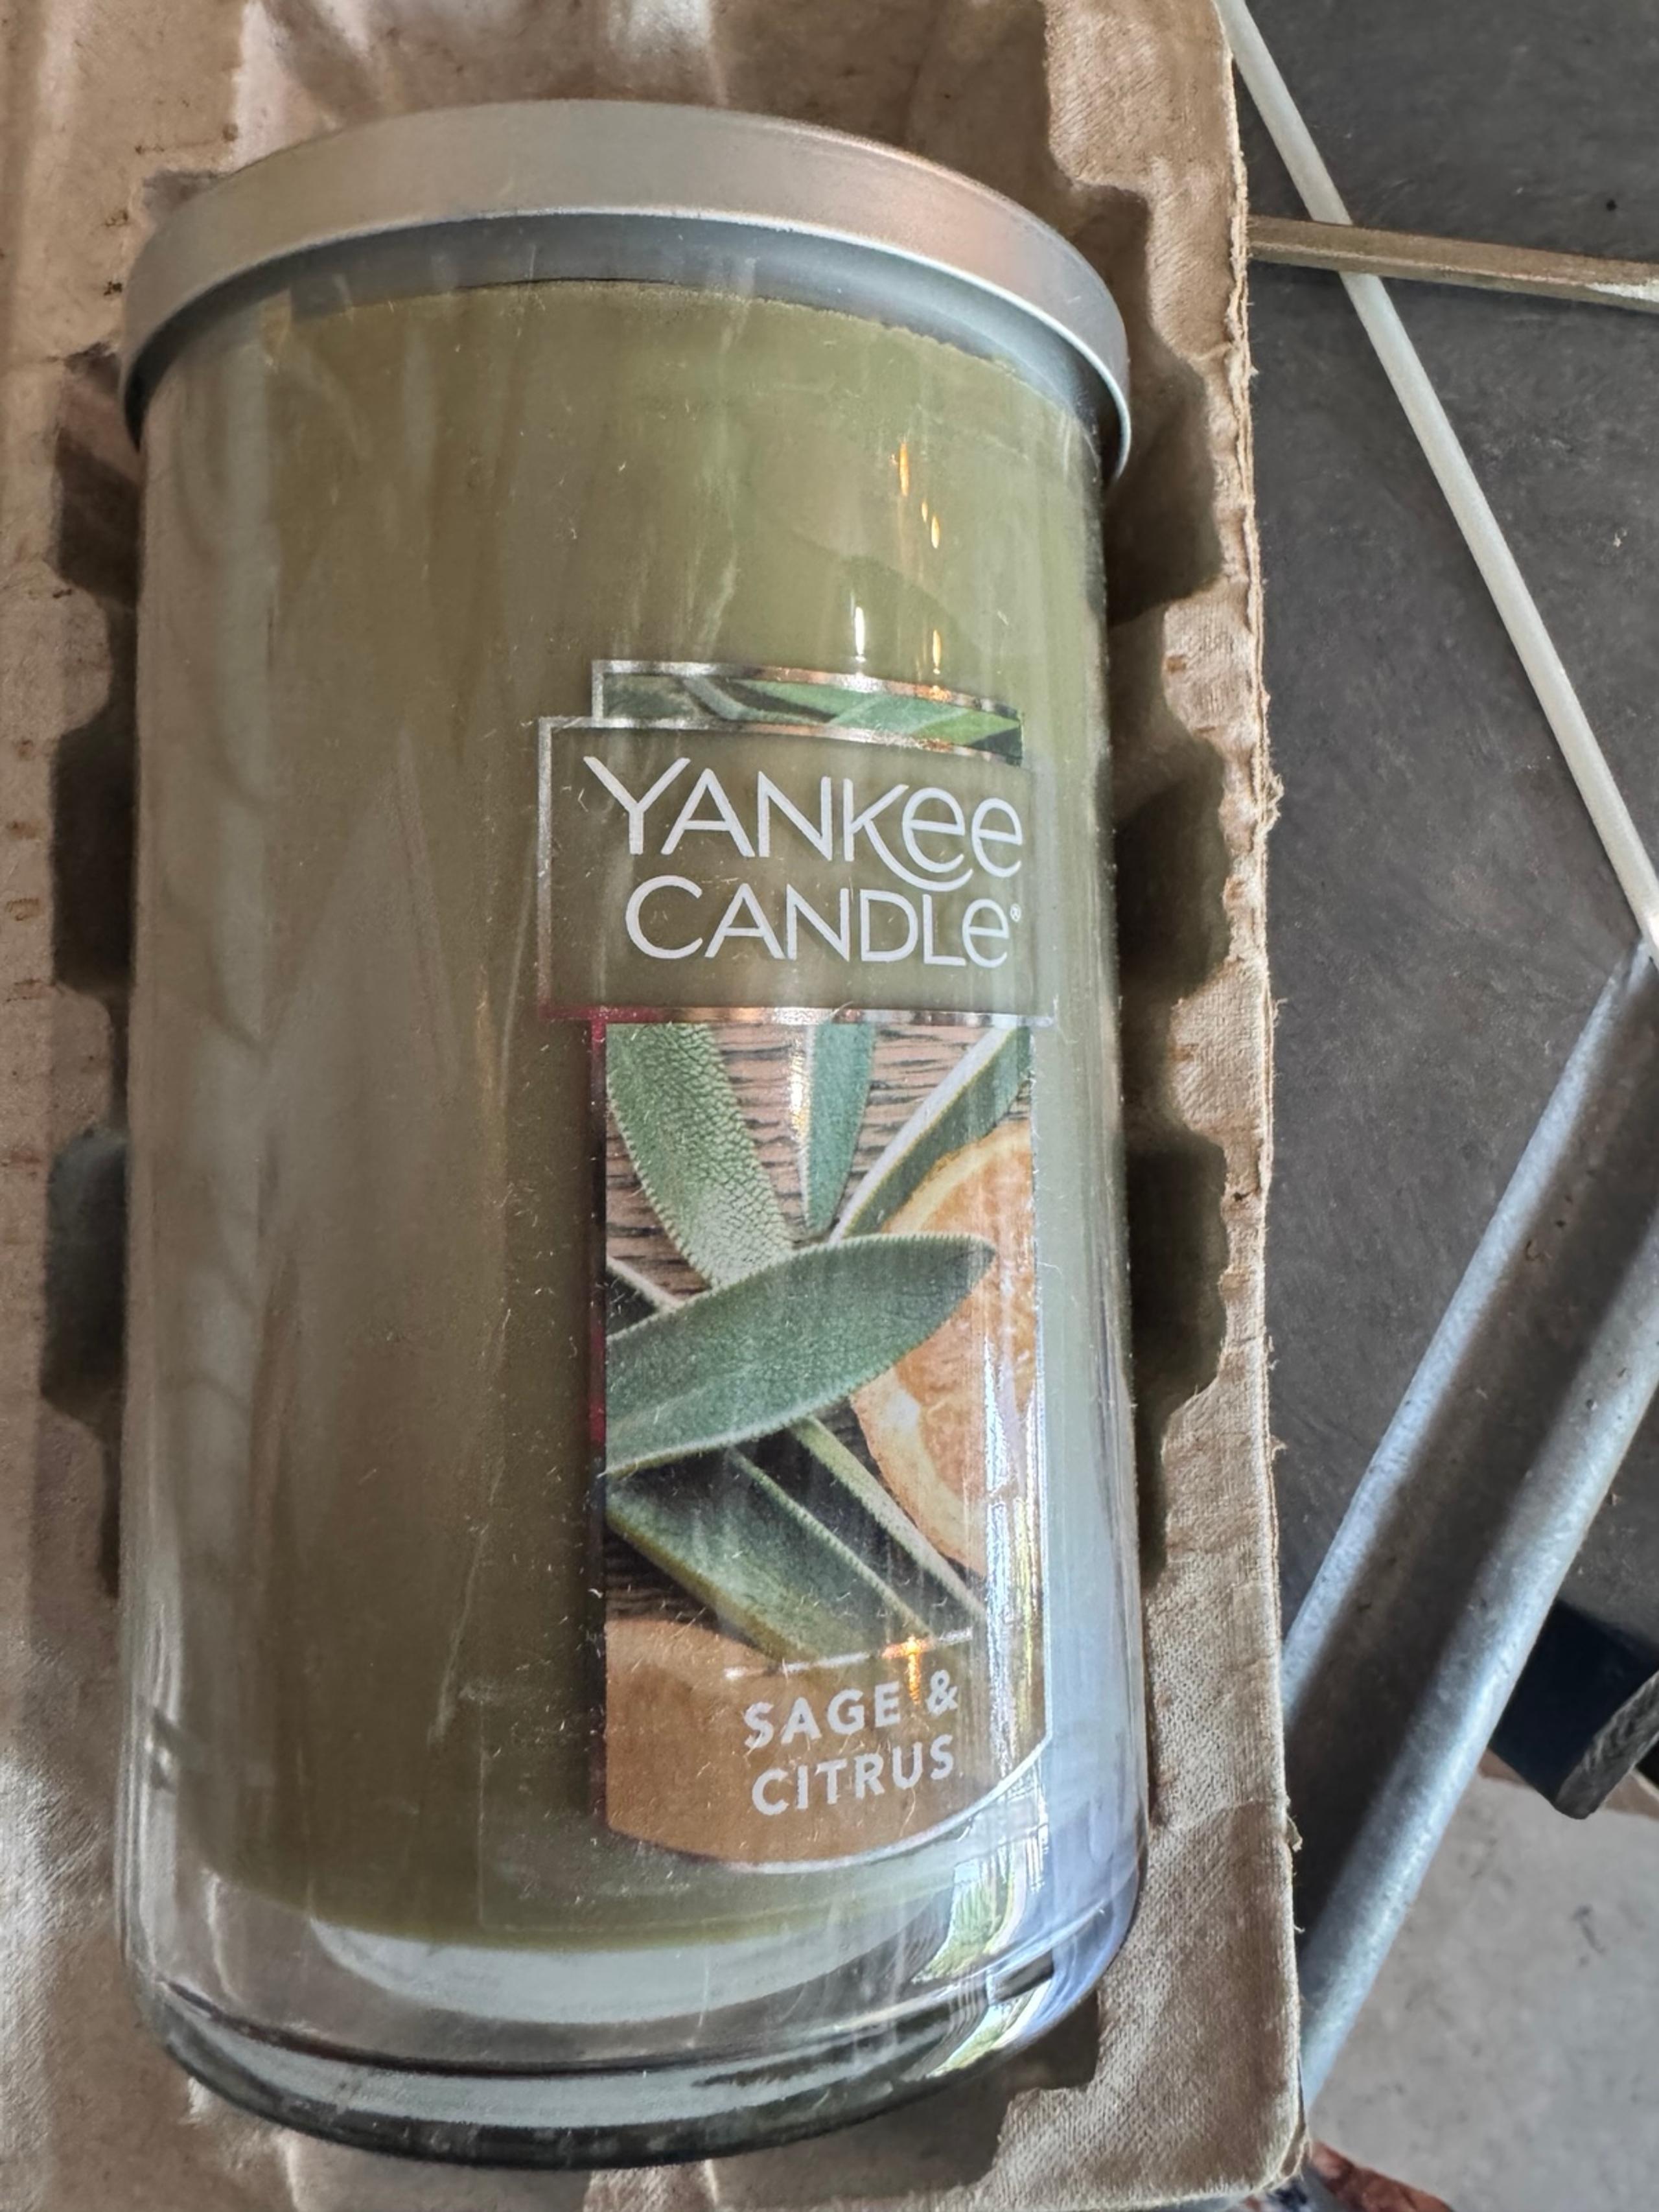 YANKEE
CANDLE®
SAGE &
CITRUS